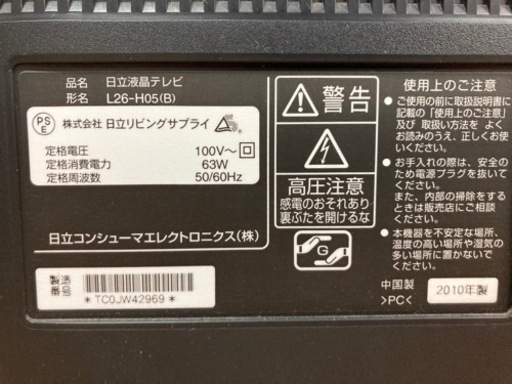 品名 日立液晶テレビ
形名 L26-H05(B)
PS
E
株式会社 日立リビングサプライ
定格電圧 100V～
定格消費電力 63W
定格周波数 50/60Hz
日立コンシューマエレクトロニクス(株)
製造
番号
*TC0JW42969*
警告
高圧注意
感電のおそれあり
裏ぶたを開けるな
G
使用上のご注意
●ご使用の前に取扱説明書に
記載の「使用上のご注意」
及び 取扱い方法を よく
お読みのうえ、正しくお使
いください。
●お手入れの際は、安全の
ため電源プラグを抜いて下
さい。また、内部の掃除をする
ときは販売店にご相談
ください。
●本機器を不安定な場所、
温度の高い場所や湿気の
多い場所に置かないで
ください。
中国製
>PC<
2010年製